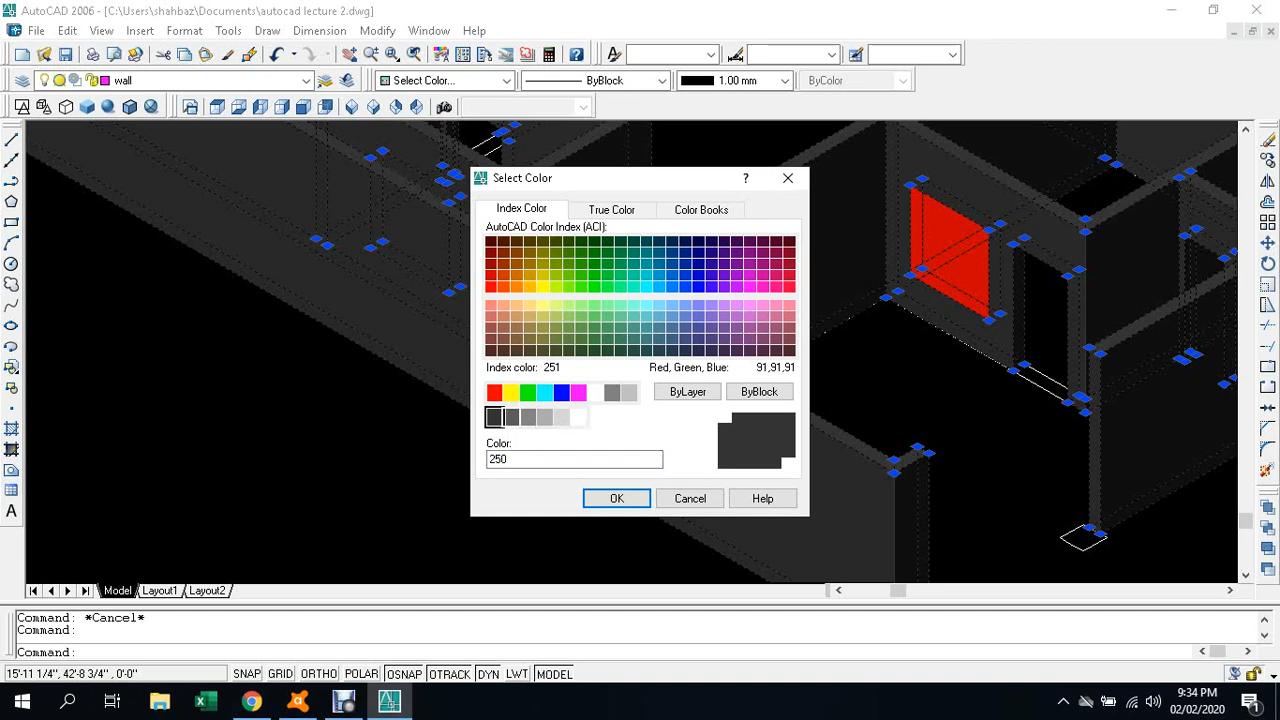 AutoCAD 2006 - [C:\Users\shahbaz\Documents\autocad lecture 2.dwg]
File Edit View Insert Format Tools Draw Dimension Modify Window Help
wall Select Color... ByBlock 1.00 mm ByColor
Select Color ?
Index Color True Color Color Books
AutoCAD Color Index (ACI):
Index color: 251 Red, Green, Blue: 91,91,91
ByLayer ByBlock
Color:
250
OK Cancel Help
Model Layout1 Layout2
Command: *Cancel*
Command:
Command:
15'-11 1/4", 42'-8 3/4", 0'-0" SNAP GRID ORTHO POLAR OSNAP OTRACK DYN LWT MODEL
9:34 PM
02/02/2020